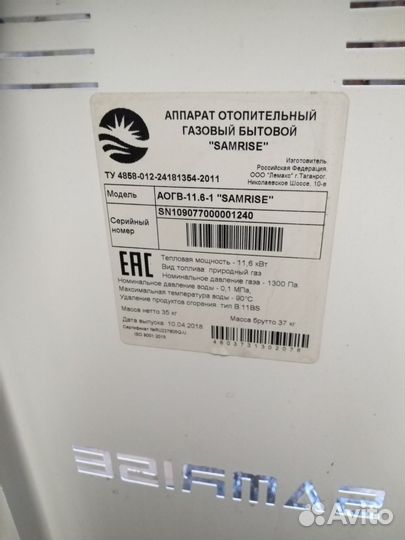 АППАРАТ ОТОПИТЕЛЬНЫЙ
ГАЗОВЫЙ БЫТОВОЙ
"SAMRISE"
Изготовитель
Российская Федерация.
ООО "Лемакс" г.Таганрог,
Николаевское Шоссе, 10-в
ТУ 4858-012-24181354-2011
Модель АОГВ-11.6-1 "SAMRISE"
Серийный номер SN109077000001240
EAC
Тепловая мощность - 11,6 кВт
Вид топлива: природный газ
Номинальное давление газа - 1300 Па
Номинальное давление воды - 0,1 МПа,
Максимальная температура воды - 90°С
Удаление продуктов сгорания: тип В 11BS
Масса нетто 35 кг
Масса брутто 37 кг
Дата выпуска: 10.04.2018
ISO 9001:2015
4603731302076
SAMRISE
Avito